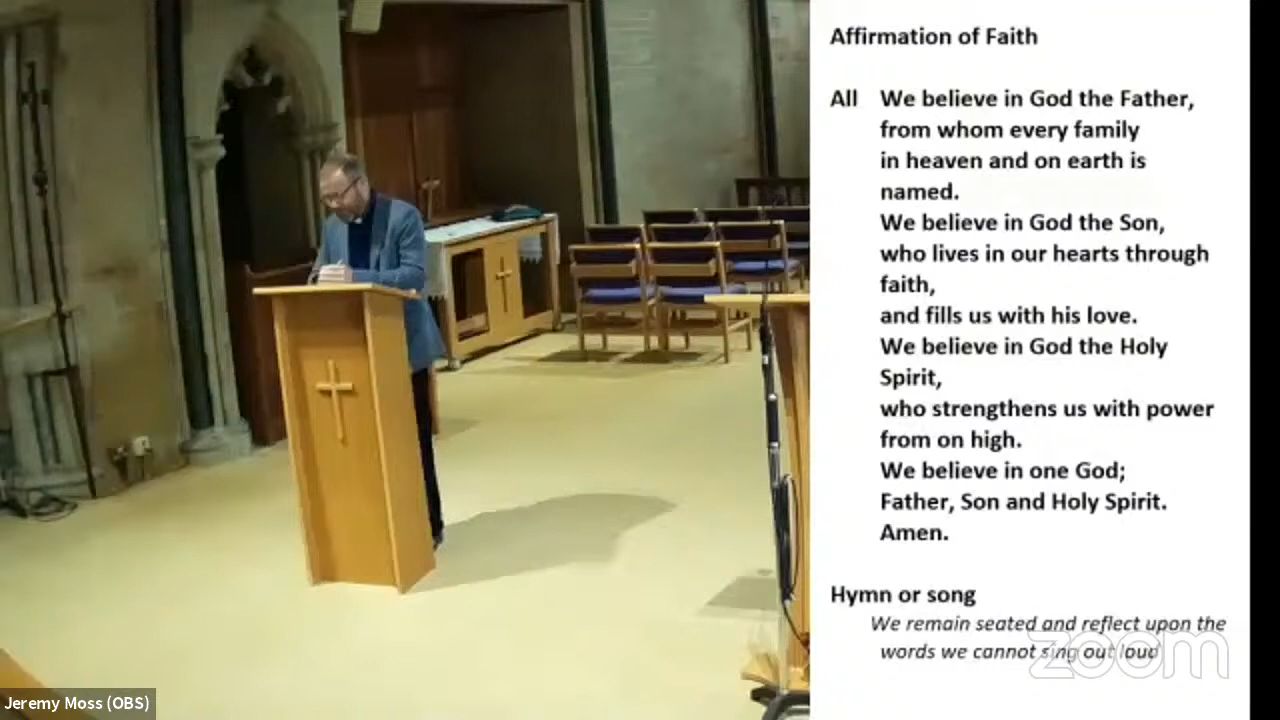 Affirmation of Faith
All We believe in God the Father,
from whom every family
in heaven and on earth is
named.
We believe in God the Son,
who lives in our hearts through
faith,
and fills us with his love.
We believe in God the Holy
Spirit,
who strengthens us with power
from on high.
We believe in one God;
Father, Son and Holy Spirit.
Amen.
Hymn or song
We remain seated and reflect upon the
words we cannot sing out loud
zoom
Jeremy Moss (OBS)